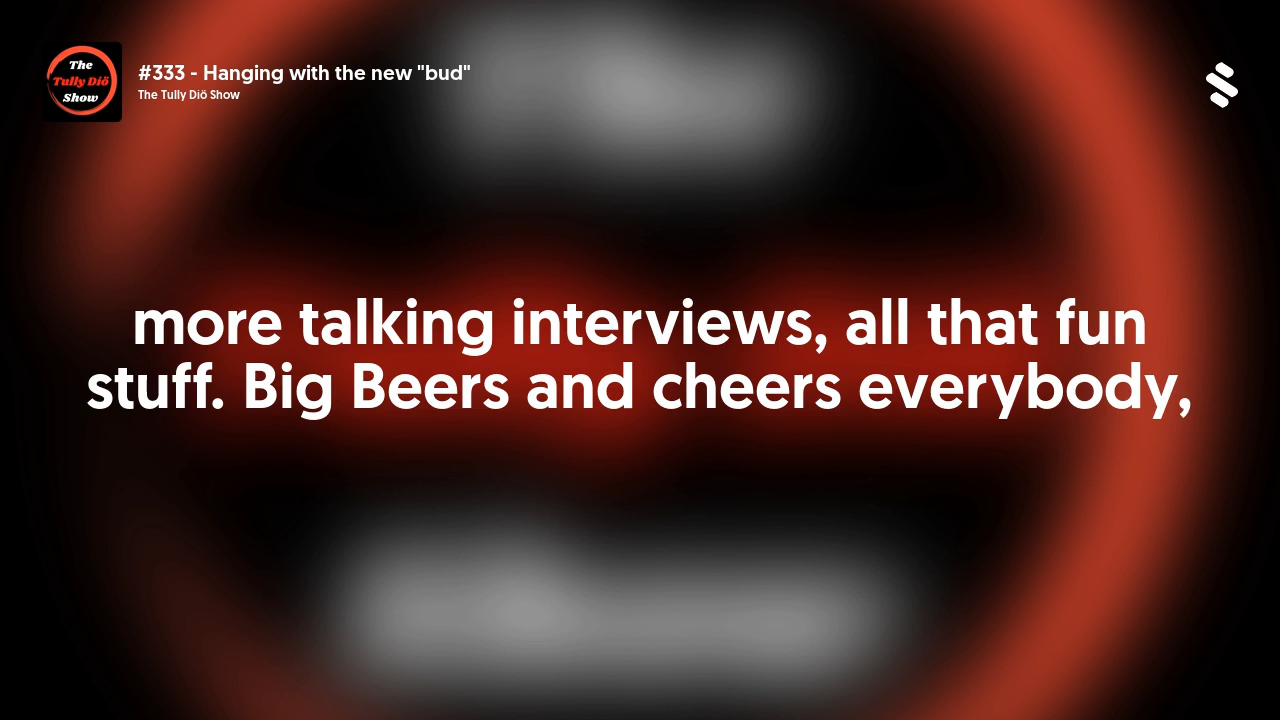 The
Tully Diö
Show
#333 - Hanging with the new "bud"
The Tully Diö Show
more talking interviews, all that fun
stuff. Big Beers and cheers everybody,